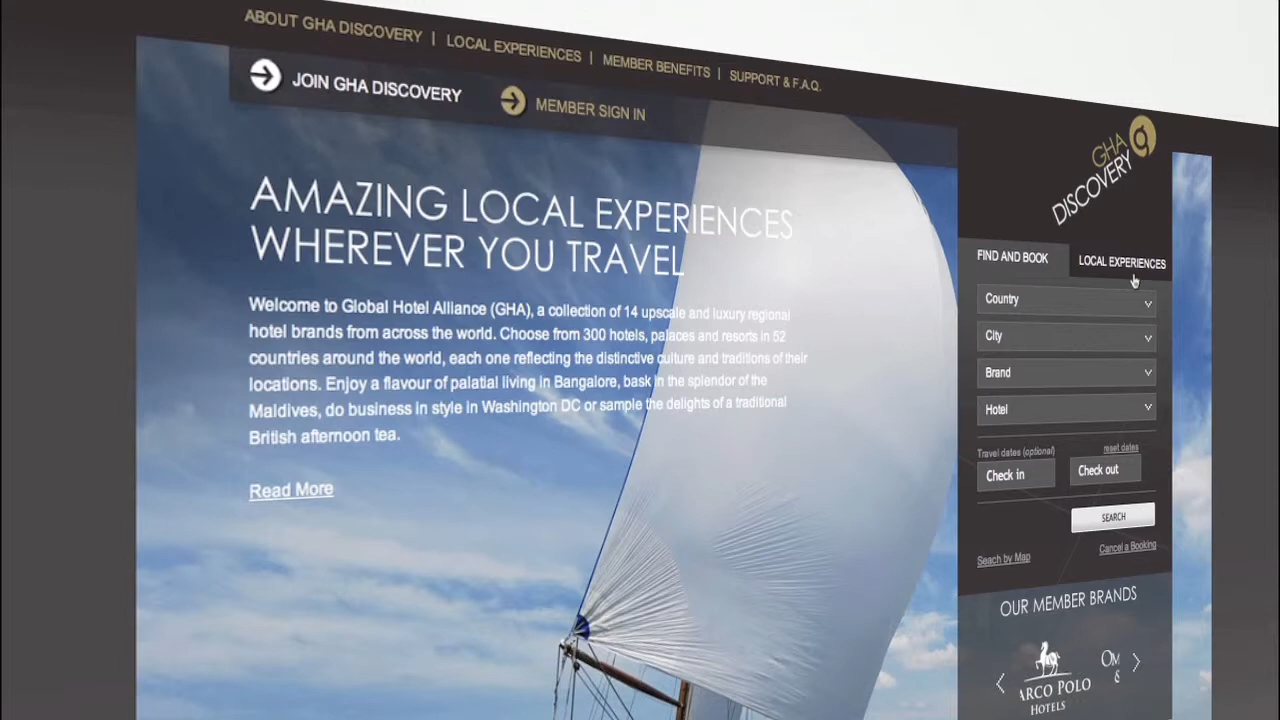 ABOUT GHA DISCOVERY | LOCAL EXPERIENCES | MEMBER BENEFITS | SUPPORT & F.A.Q.
JOIN GHA DISCOVERY MEMBER SIGN IN
GHA
DISCOVERY
AMAZING LOCAL EXPERIENCES
WHEREVER YOU TRAVEL
Welcome to Global Hotel Alliance (GHA), a collection of 14 upscale and luxury regional
hotel brands from across the world. Choose from 300 hotels, palaces and resorts in 52
countries around the world, each one reflecting the distinctive culture and traditions of their
locations. Enjoy a flavour of palatial living in Bangalore, bask in the splendor of the
Maldives, do business in style in Washington DC or sample the delights of a traditional
British afternoon tea.
Read More
FIND AND BOOK LOCAL EXPERIENCES
Country
City
Brand
Hotel
Travel dates (optional) reset dates
Check in Check out
SEARCH
Seach by Map Cancel a Booking
OUR MEMBER BRANDS
ARCO POLO
HOTELS
OM
&